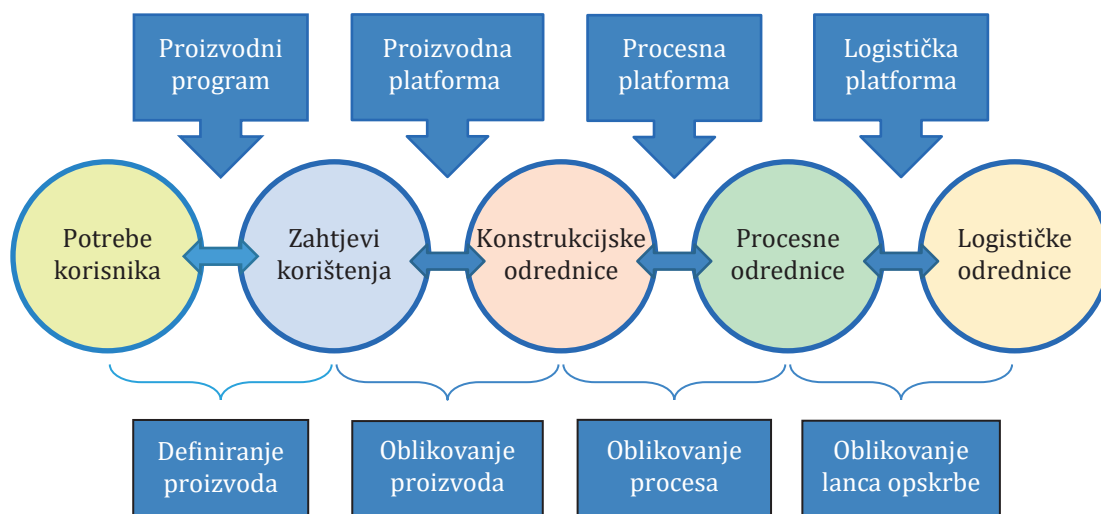 Proizvodni
program
Proizvodna
platforma
Procesna
platforma
Logistička
platforma
Potrebe
korisnika
Zahtjevi
korištenja
Konstrukcijske
odrednice
Procesne
odrednice
Logističke
odrednice
Definiranje
proizvoda
Oblikovanje
proizvoda
Oblikovanje
procesa
Oblikovanje
lanca opskrbe